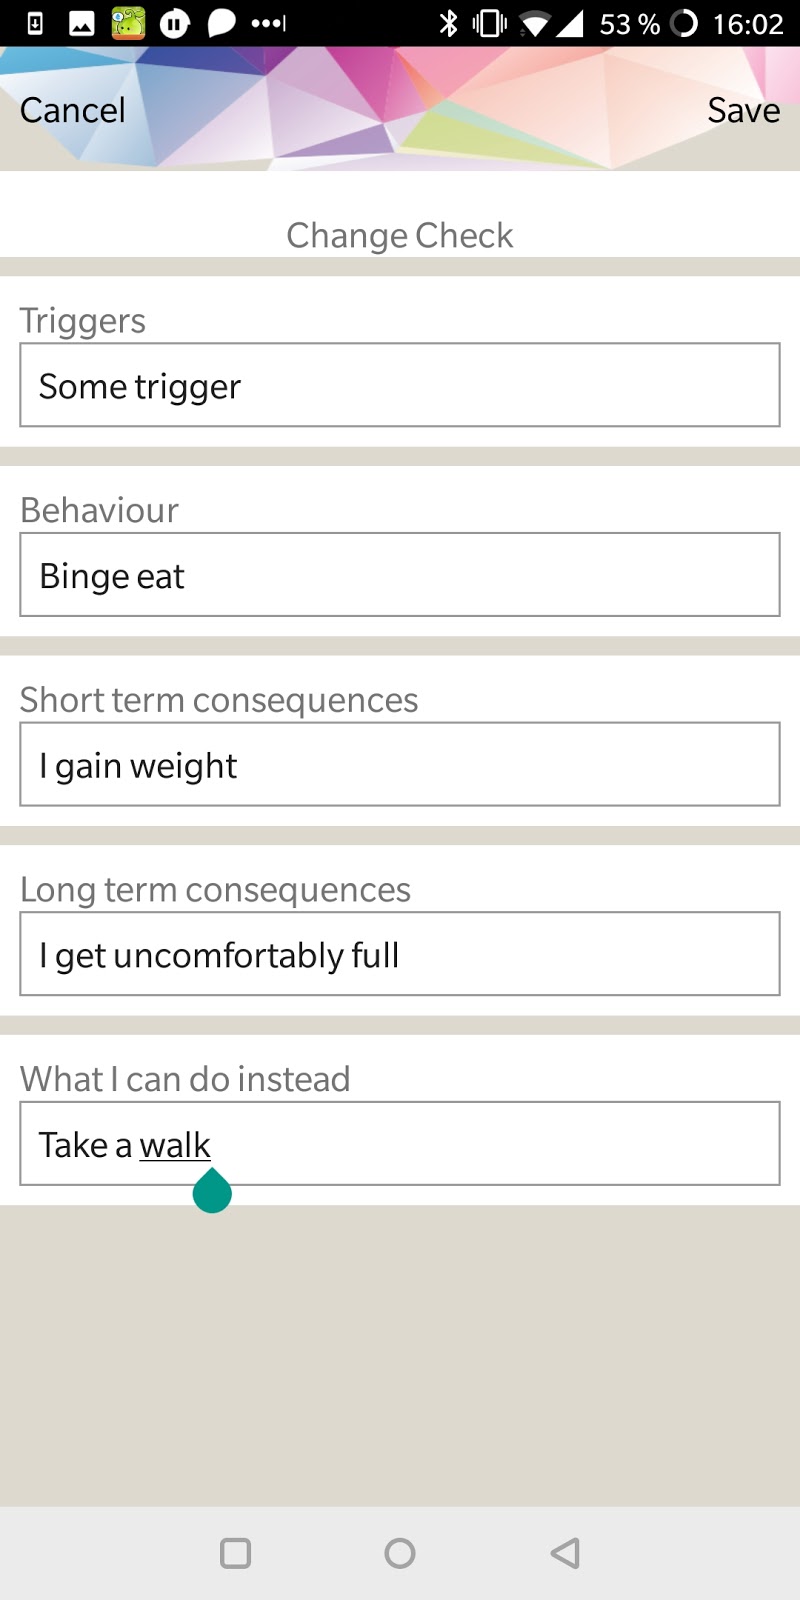 53 % 16:02
Cancel Save
Change Check
Triggers
Some trigger
Behaviour
Binge eat
Short term consequences
I gain weight
Long term consequences
I get uncomfortably full
What I can do instead
Take a walk